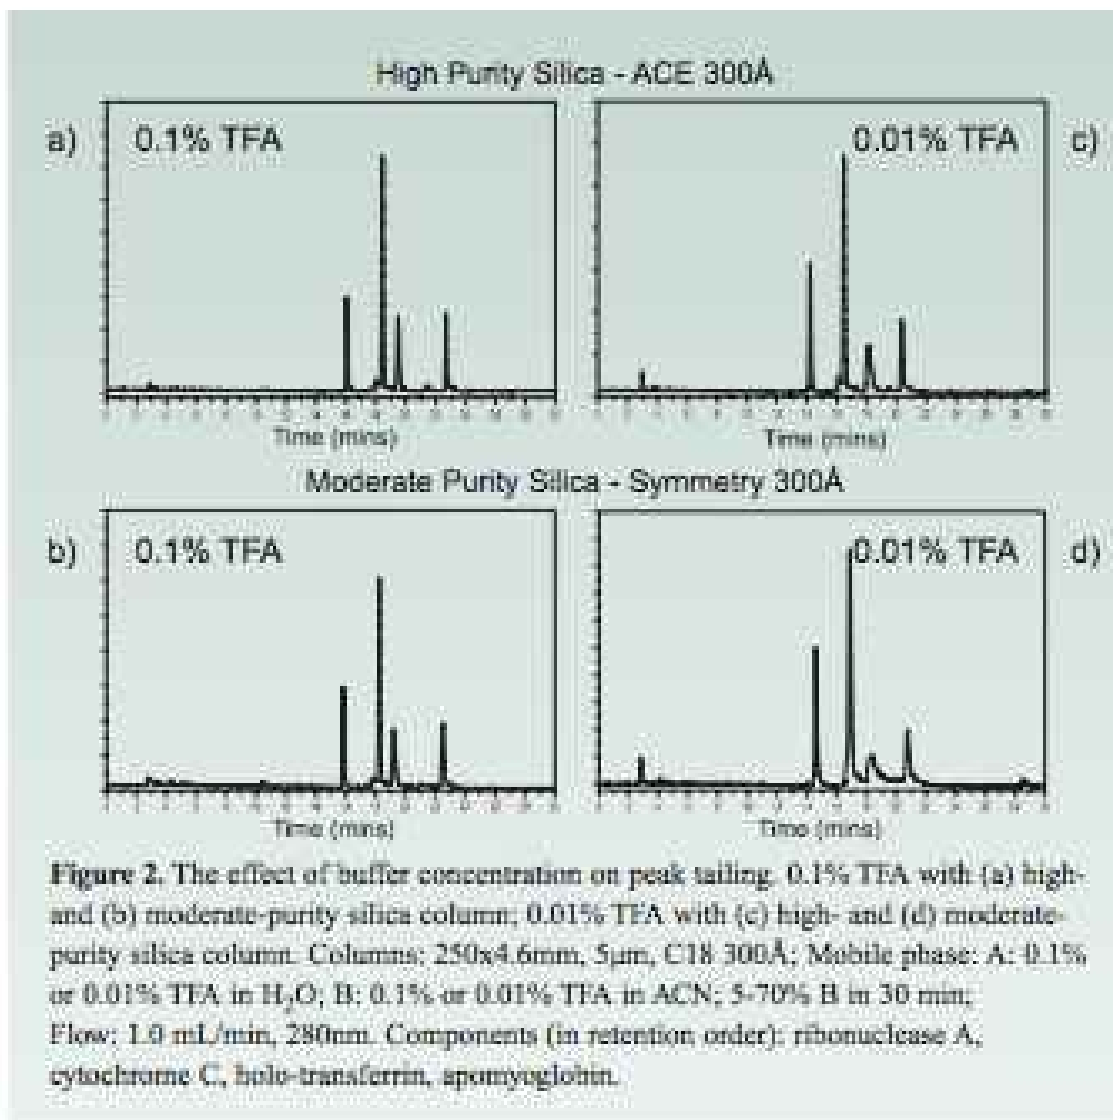 High Purity Silica - ACE 300Å
a)
0.1% TFA
0.01% TFA
c)
Time (mins)
Time (mins)
Moderate Purity Silica - Symmetry 300Å
b)
0.1% TFA
0.01% TFA
d)
Time (mins)
Time (mins)
Figure 2. The effect of buffer concentration on peak tailing. 0.1% TFA with (a) high-
and (b) moderate-purity silica column; 0.01% TFA with (c) high- and (d) moderate-
purity silica column. Columns: 250x4.6mm, 5µm, C18 300Å; Mobile phase: A: 0.1%
or 0.01% TFA in H₂O; B: 0.1% or 0.01% TFA in ACN; 5-70% B in 30 min;
Flow: 1.0 mL/min, 280nm. Components (in retention order): ribonuclease A,
cytochrome C, holo-transferrin, apomyoglobin.